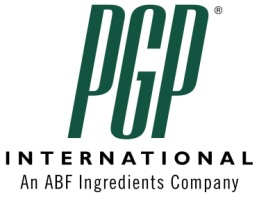 PGP®
INTERNATIONAL
An ABF Ingredients Company